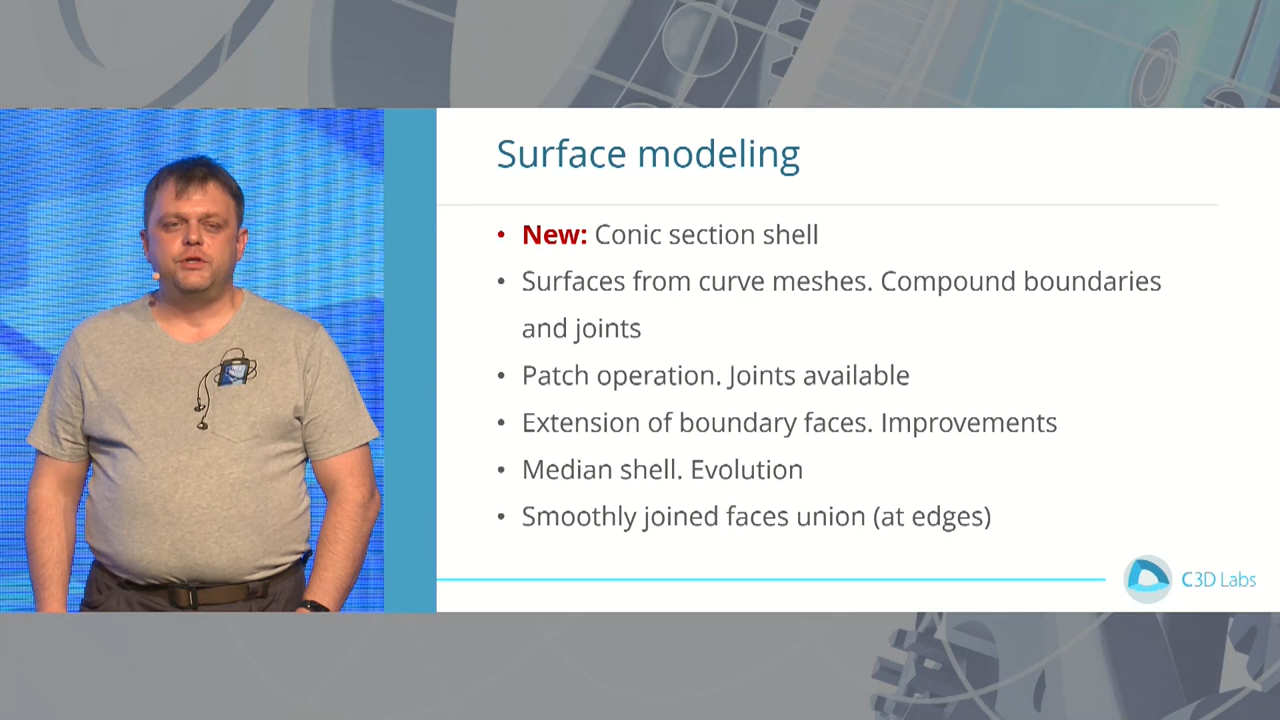 Surface modeling
• New: Conic section shell
• Surfaces from curve meshes. Compound boundaries
and joints
• Patch operation. Joints available
• Extension of boundary faces. Improvements
• Median shell. Evolution
• Smoothly joined faces union (at edges)
C3D Labs